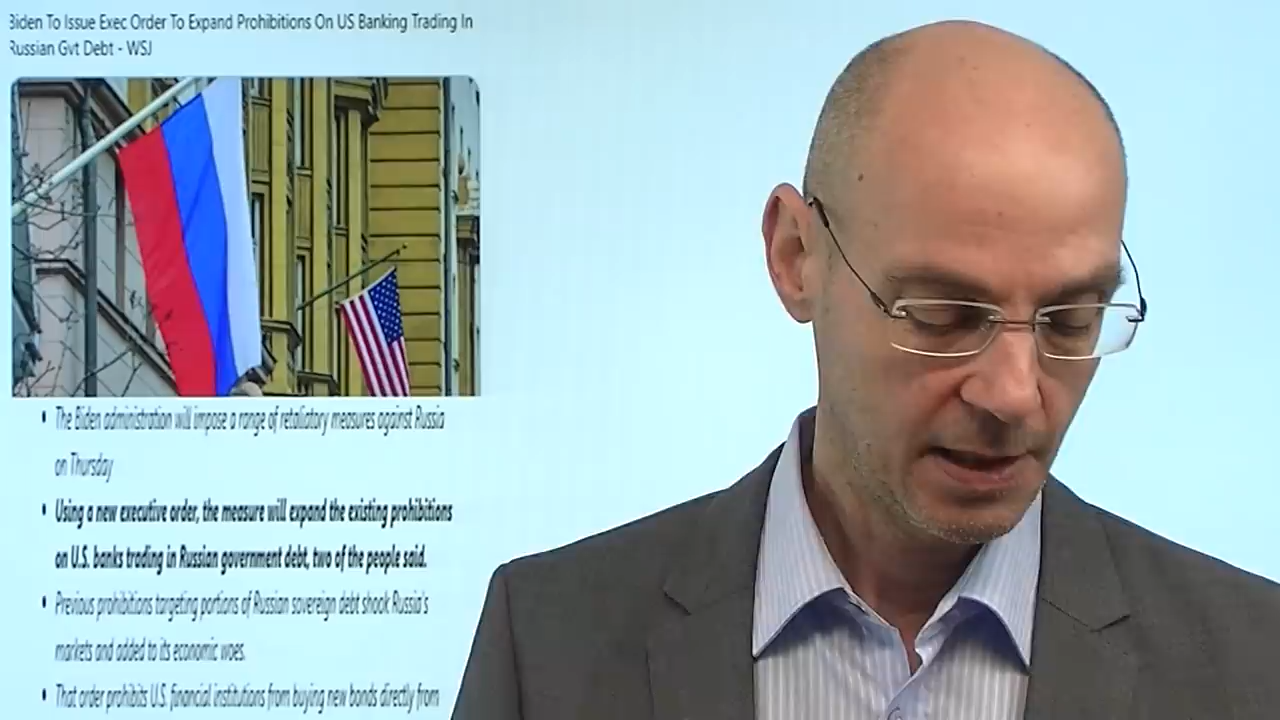 Biden To Issue Exec Order To Expand Prohibitions On US Banking Trading In
Russian Gvt Debt - WSJ
• The Biden administration will impose a range of retaliatory measures against Russia
on Thursday
• Using a new executive order, the measure will expand the existing prohibitions
on U.S. banks trading in Russian government debt, two of the people said.
• Previous prohibitions targeting portions of Russian sovereign debt shook Russia's
markets and added to its economic woes.
• That order prohibits U.S. financial institutions from buying new bonds directly from